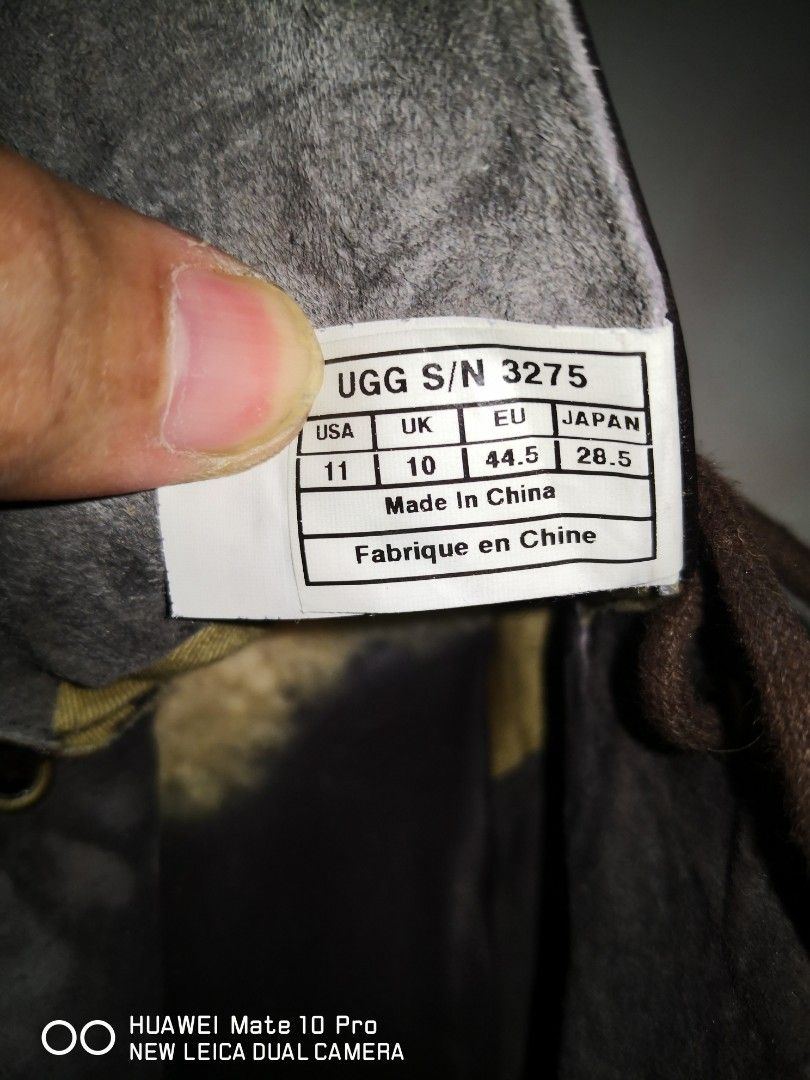 UGG S/N 3275
USA UK EU JAPAN
11 10 44.5 28.5
Made In China
Fabrique en Chine
HUAWEI Mate 10 Pro
NEW LEICA DUAL CAMERA